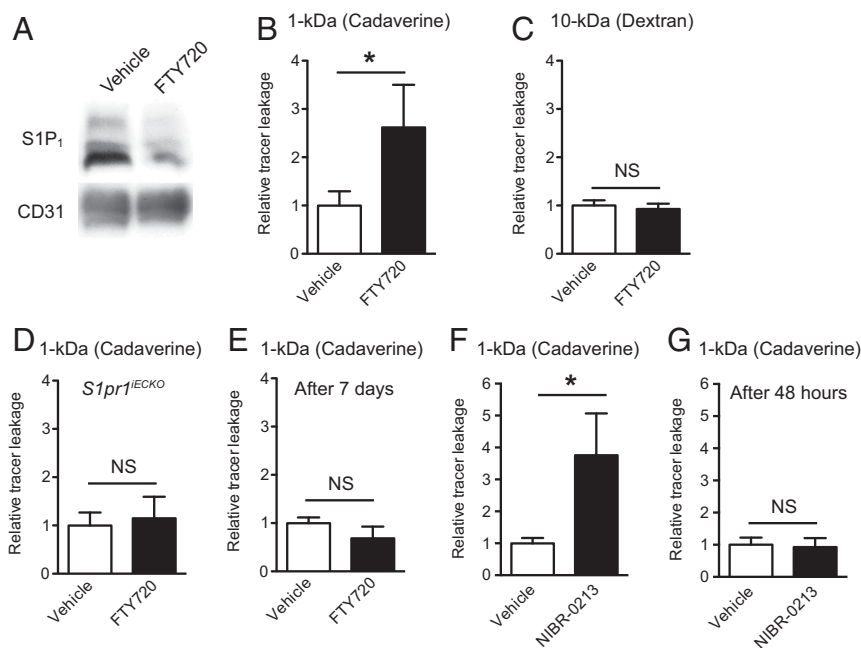 A
Vehicle
FTY720
S1P₁
CD31
B
1-kDa (Cadaverine)
Relative tracer leakage
4
3
2
1
0
*
Vehicle
FTY720
C
10-kDa (Dextran)
Relative tracer leakage
4
3
2
1
0
NS
Vehicle
FTY720
D
1-kDa (Cadaverine)
S1pr1iECKO
Relative tracer leakage
4
3
2
1
0
NS
Vehicle
FTY720
E
1-kDa (Cadaverine)
After 7 days
Relative tracer leakage
4
3
2
1
0
NS
Vehicle
FTY720
F
1-kDa (Cadaverine)
Relative tracer leakage
6
5
4
3
2
1
0
*
Vehicle
NIBR-0213
G
1-kDa (Cadaverine)
After 48 hours
Relative tracer leakage
6
5
4
3
2
1
0
NS
Vehicle
NIBR-0213